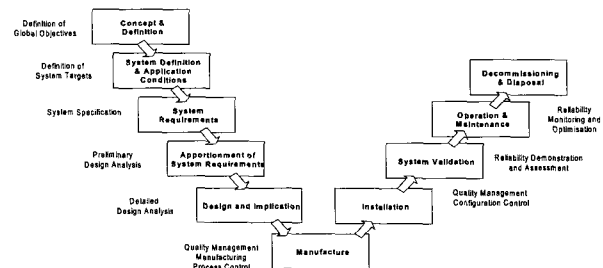 Definition of
Global Objectives
Concept &
Definition
Definition of
System Targets
System Definition
& Application
Conditions
System Specification
System
Requirements
Preliminary
Design Analysis
Apportionment of
System Requirements
Detailed
Design Analysis
Design and Implication
Quality Management
Manufacturing
Process Control
Manufacture
Installation
Quality Management
Configuration Control
System Validation
Reliability Demonstration
and Assessment
Operation &
Maintenance
Reliability
Monitoring and
Optimisation
Decommissioning
& Disposal